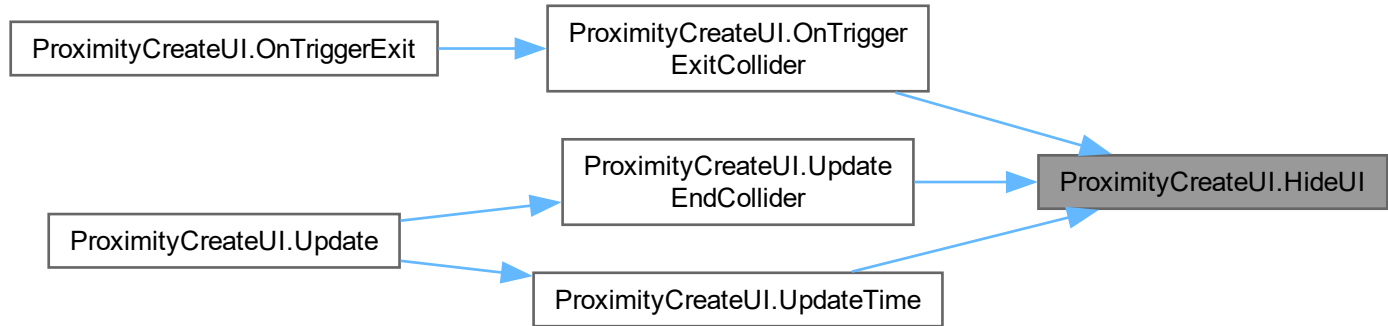 ProximityCreateUI.OnTriggerExit
ProximityCreateUI.OnTrigger
ExitCollider
ProximityCreateUI.Update
EndCollider
ProximityCreateUI.HideUI
ProximityCreateUI.Update
ProximityCreateUI.UpdateTime